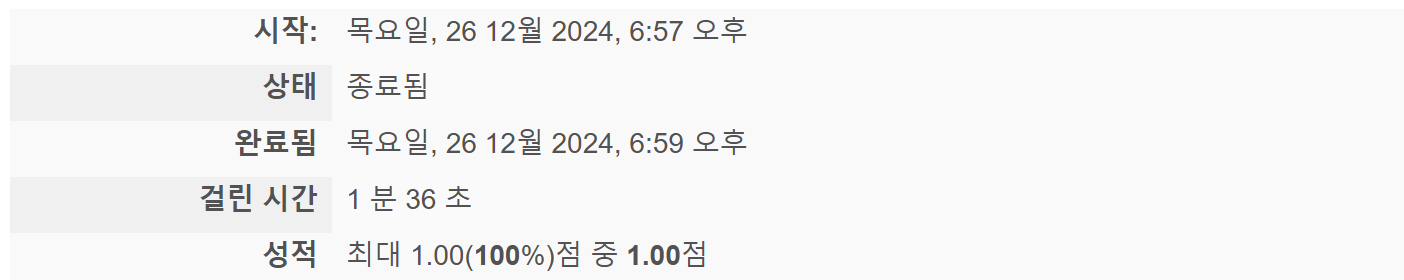 시작: 목요일, 26 12월 2024, 6:57 오후
상태 종료됨
완료됨 목요일, 26 12월 2024, 6:59 오후
걸린 시간 1 분 36 초
성적 최대 1.00(100%)점 중 1.00점